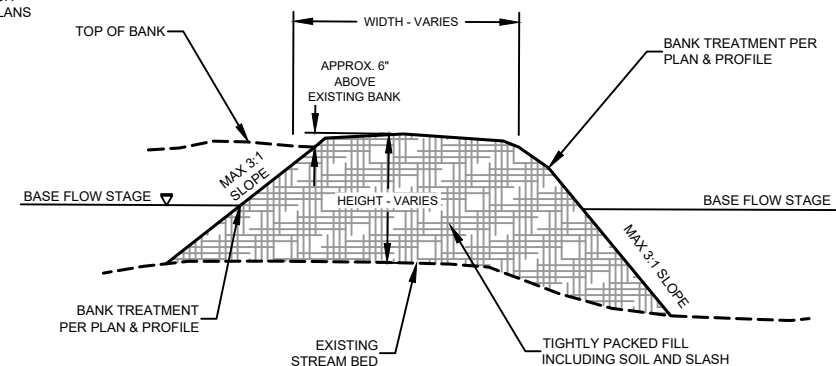 LANS
TOP OF BANK
WIDTH - VARIES
APPROX. 6"
ABOVE
EXISTING BANK
BANK TREATMENT PER
PLAN & PROFILE
MAX 3:1
SLOPE
BASE FLOW STAGE
HEIGHT - VARIES
BASE FLOW STAGE
MAX 3:1 SLOPE
BANK TREATMENT
PER PLAN & PROFILE
EXISTING
STREAM BED
TIGHTLY PACKED FILL
INCLUDING SOIL AND SLASH